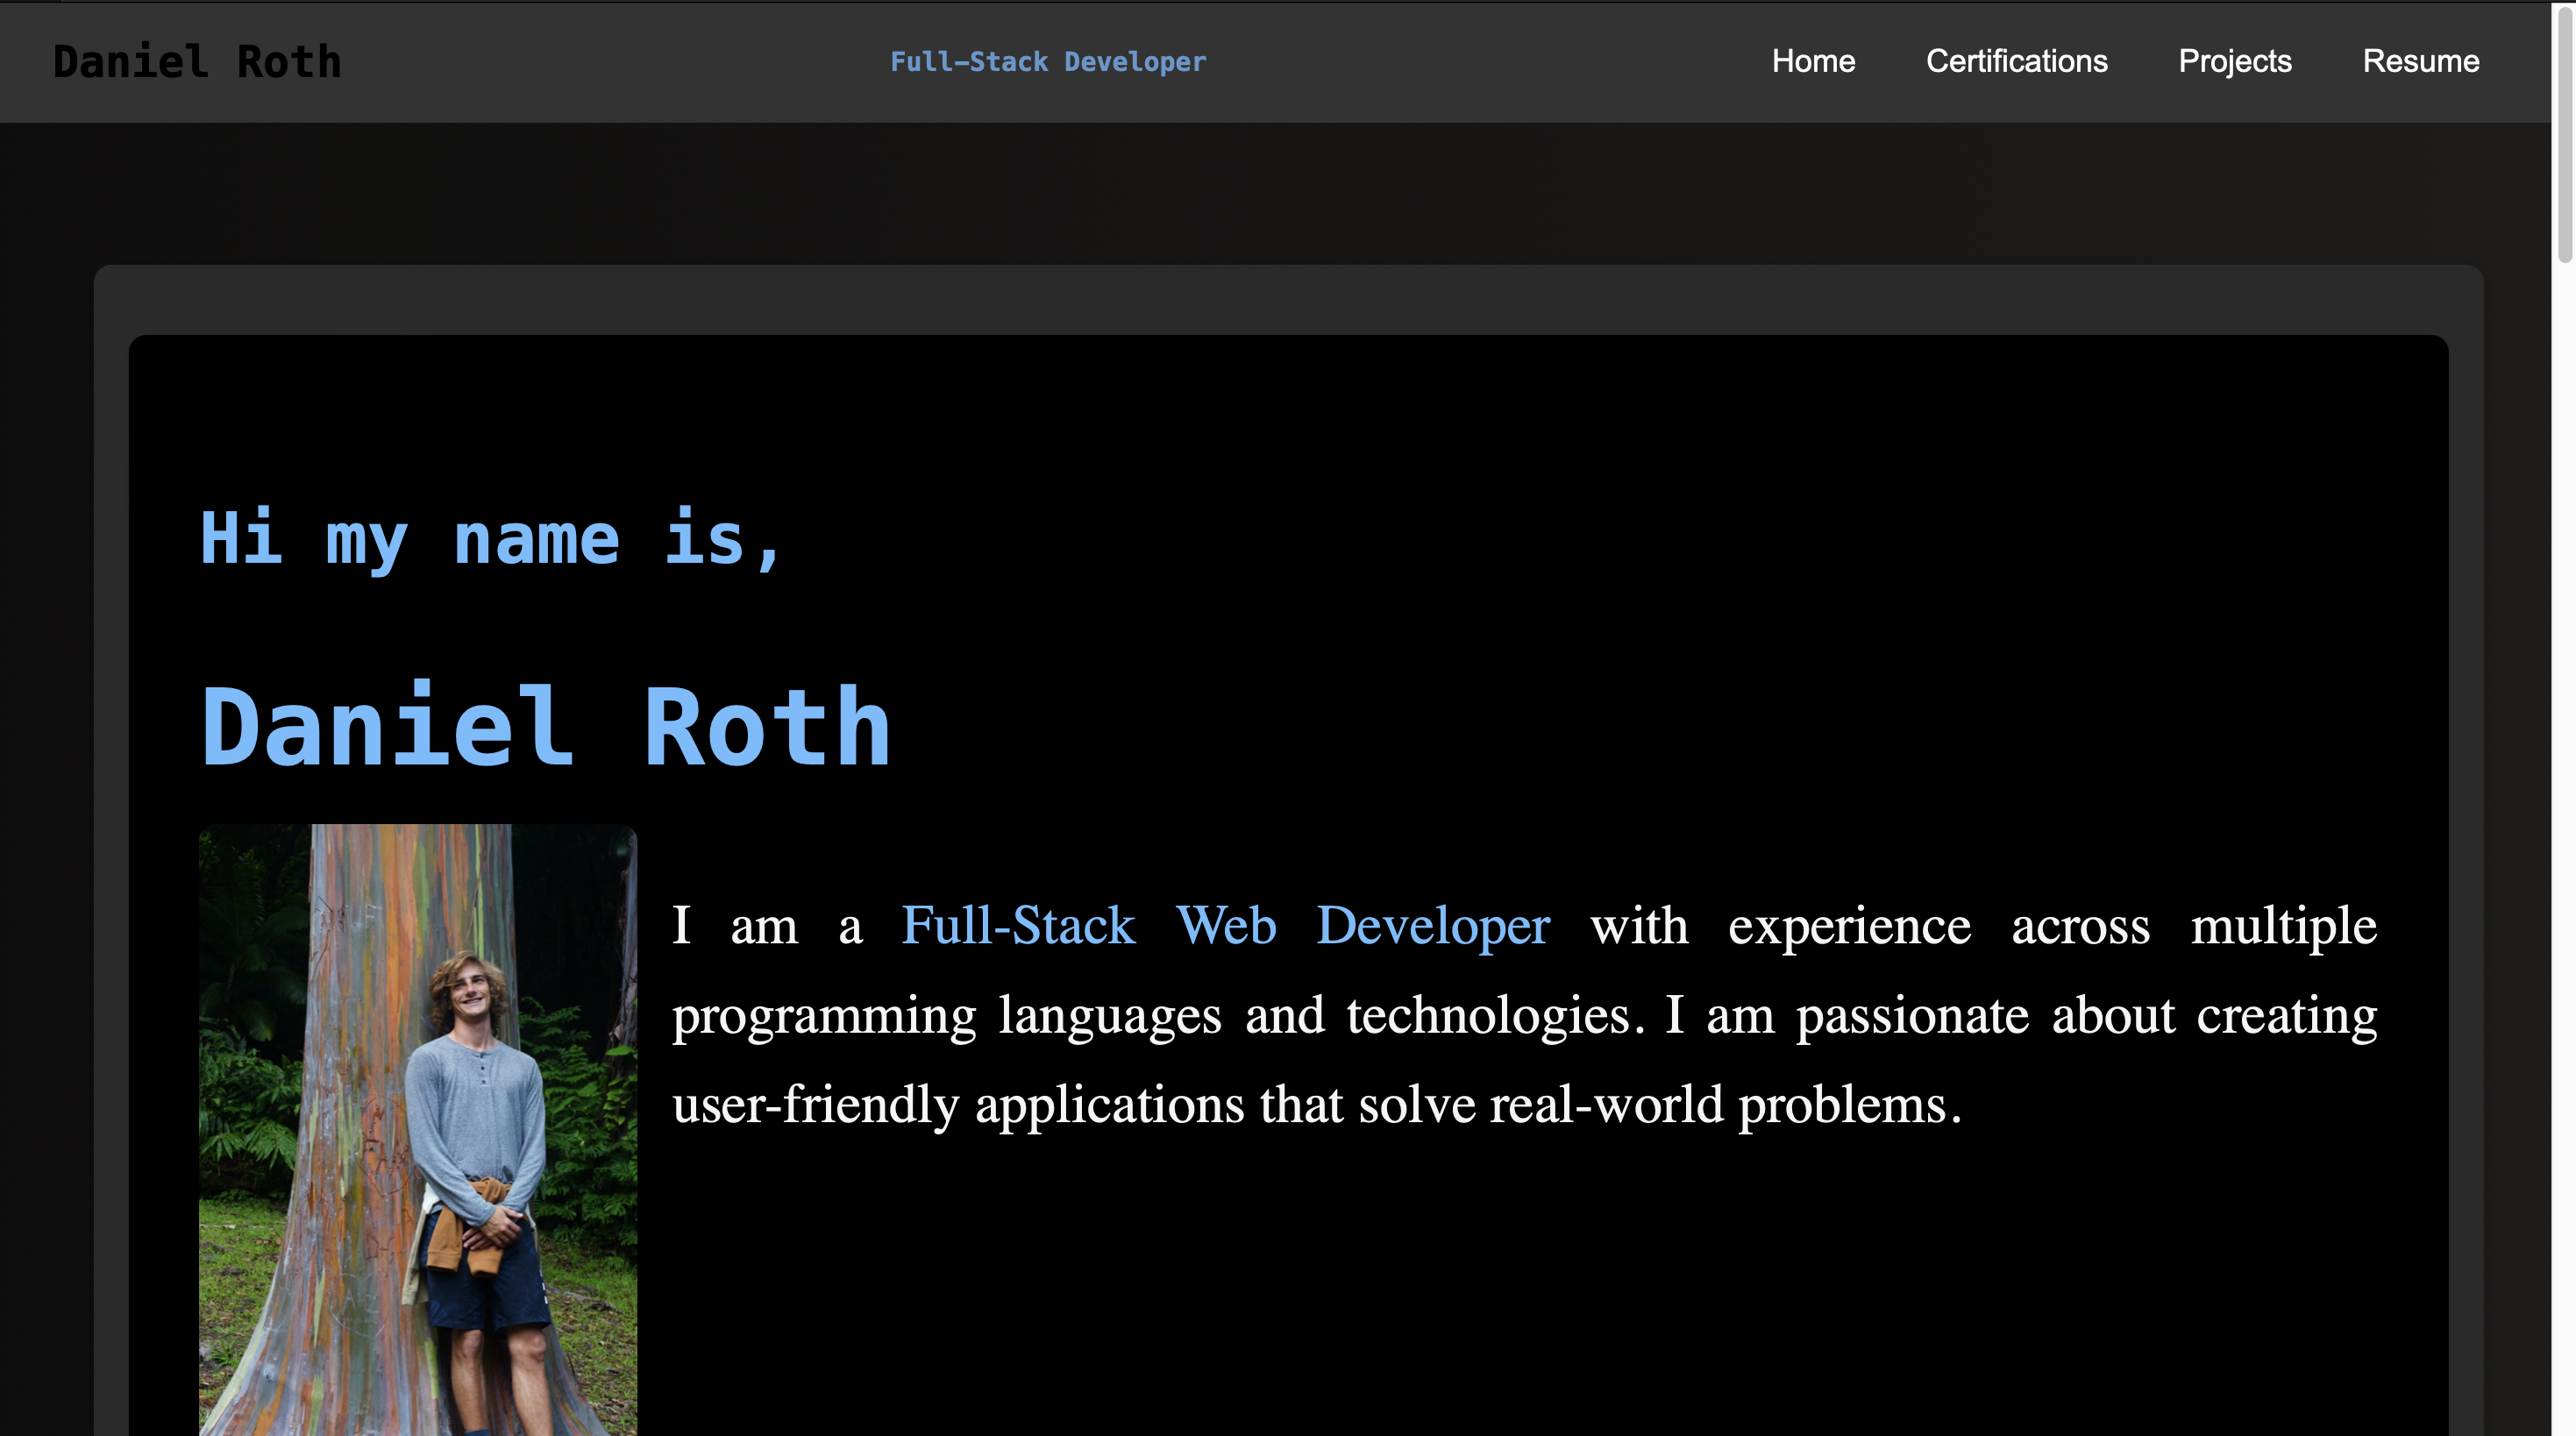 Daniel Roth
Full-Stack Developer
Home Certifications Projects Resume
Hi my name is,
Daniel Roth
I am a Full-Stack Web Developer with experience across multiple
programming languages and technologies. I am passionate about creating
user-friendly applications that solve real-world problems.